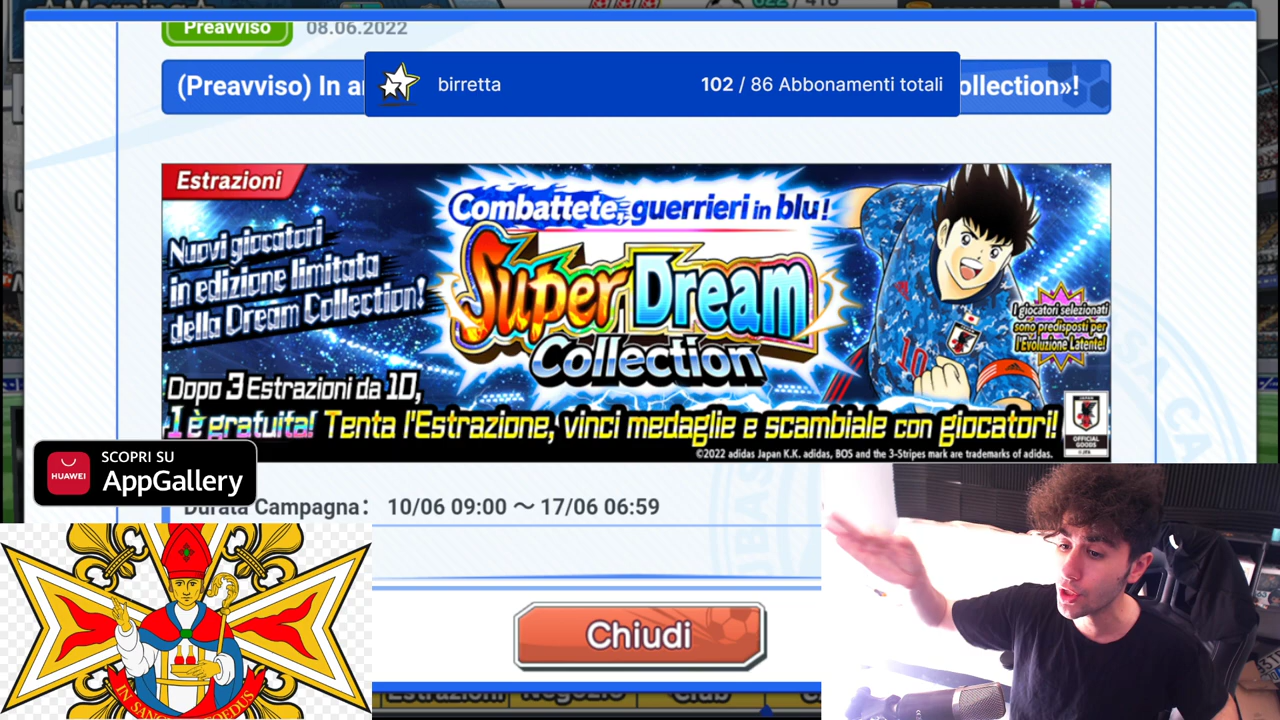 Preavviso 08.06.2022
(Preavviso) In a
birretta 102 / 86 Abbonamenti totali
ollection»!
Estrazioni
Combattete, guerrieri in blu!
Nuovi giocatori
in edizione limitata
della Dream Collection!
Super Dream
Collection
10
I giocatori selezionati
sono predisposti per
l'Evoluzione Latente!
Dopo 3 Estrazioni da 10,
1 è gratuita! Tenta l'Estrazione, vinci medaglie e scambiale con giocatori!
JAPAN
OFFICIAL
GOODS
©2022 adidas Japan K.K. adidas, BOS and the 3-Stripes mark are trademarks of adidas.
SCOPRI SU
HUAWEI AppGallery
Durata Campagna: 10/06 09:00 ~ 17/06 06:59
Chiudi
Estrazioni Negozio Club